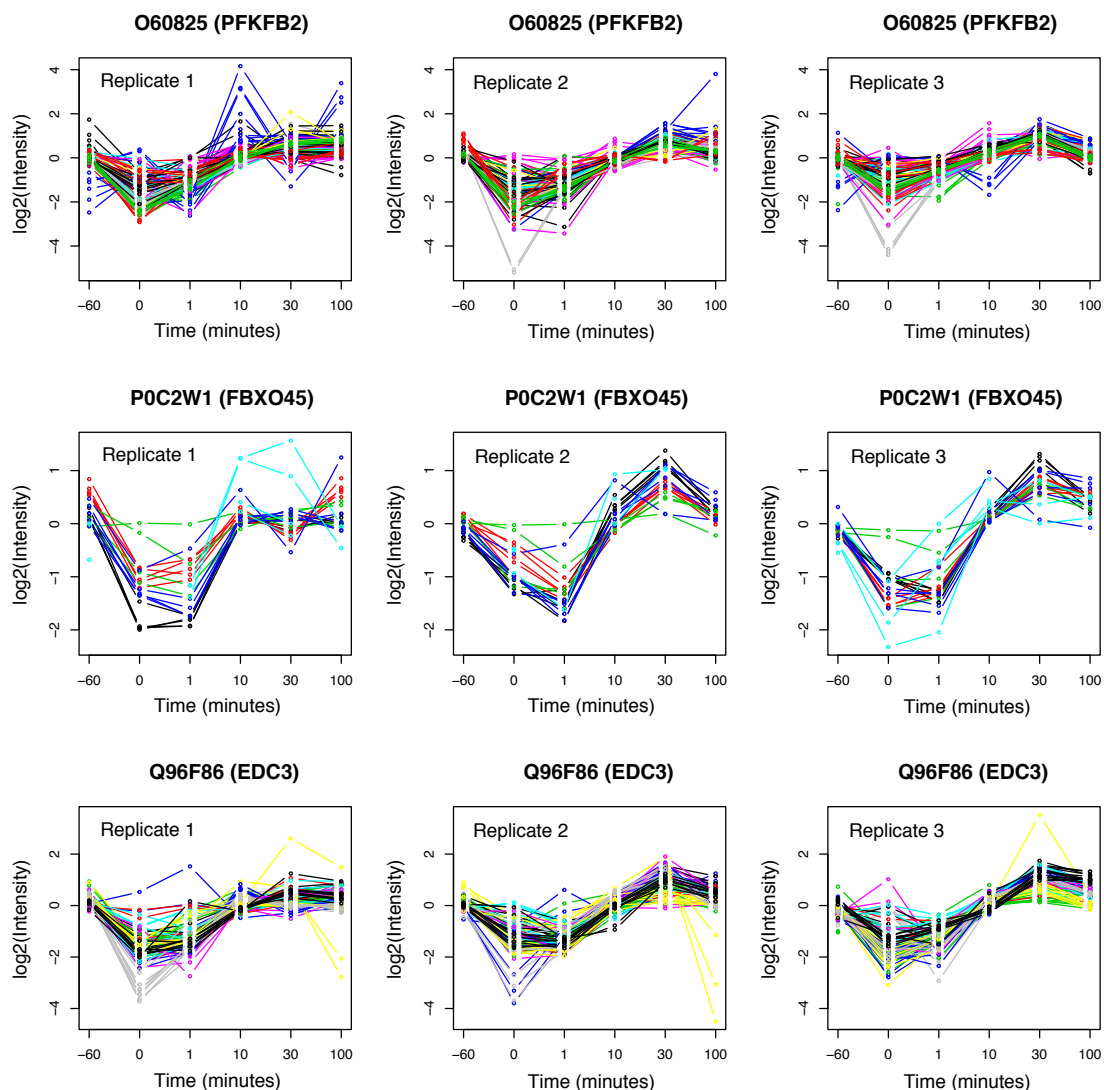 O60825 (PFKFB2)
O60825 (PFKFB2)
O60825 (PFKFB2)
Replicate 1
Replicate 2
Replicate 3
log2(Intensity)
log2(Intensity)
log2(Intensity)
4
2
0
−2
−4
4
2
0
−2
−4
4
2
0
−2
−4
−60 0 1 10 30 100
−60 0 1 10 30 100
−60 0 1 10 30 100
Time (minutes)
Time (minutes)
Time (minutes)
P0C2W1 (FBXO45)
P0C2W1 (FBXO45)
P0C2W1 (FBXO45)
Replicate 1
Replicate 2
Replicate 3
log2(Intensity)
log2(Intensity)
log2(Intensity)
1
0
−1
−2
1
0
−1
−2
1
0
−1
−2
−60 0 1 10 30 100
−60 0 1 10 30 100
−60 0 1 10 30 100
Time (minutes)
Time (minutes)
Time (minutes)
Q96F86 (EDC3)
Q96F86 (EDC3)
Q96F86 (EDC3)
Replicate 1
Replicate 2
Replicate 3
log2(Intensity)
log2(Intensity)
log2(Intensity)
2
0
−2
−4
2
0
−2
−4
2
0
−2
−4
−60 0 1 10 30 100
−60 0 1 10 30 100
−60 0 1 10 30 100
Time (minutes)
Time (minutes)
Time (minutes)